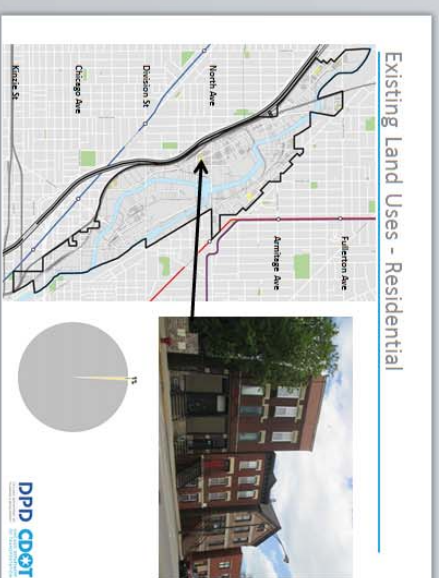 Existing Land Uses - Residential
Fullerton Ave
Armitage Ave
North Ave
Division St
Chicago Ave
Kinzie St
DPD CDOT